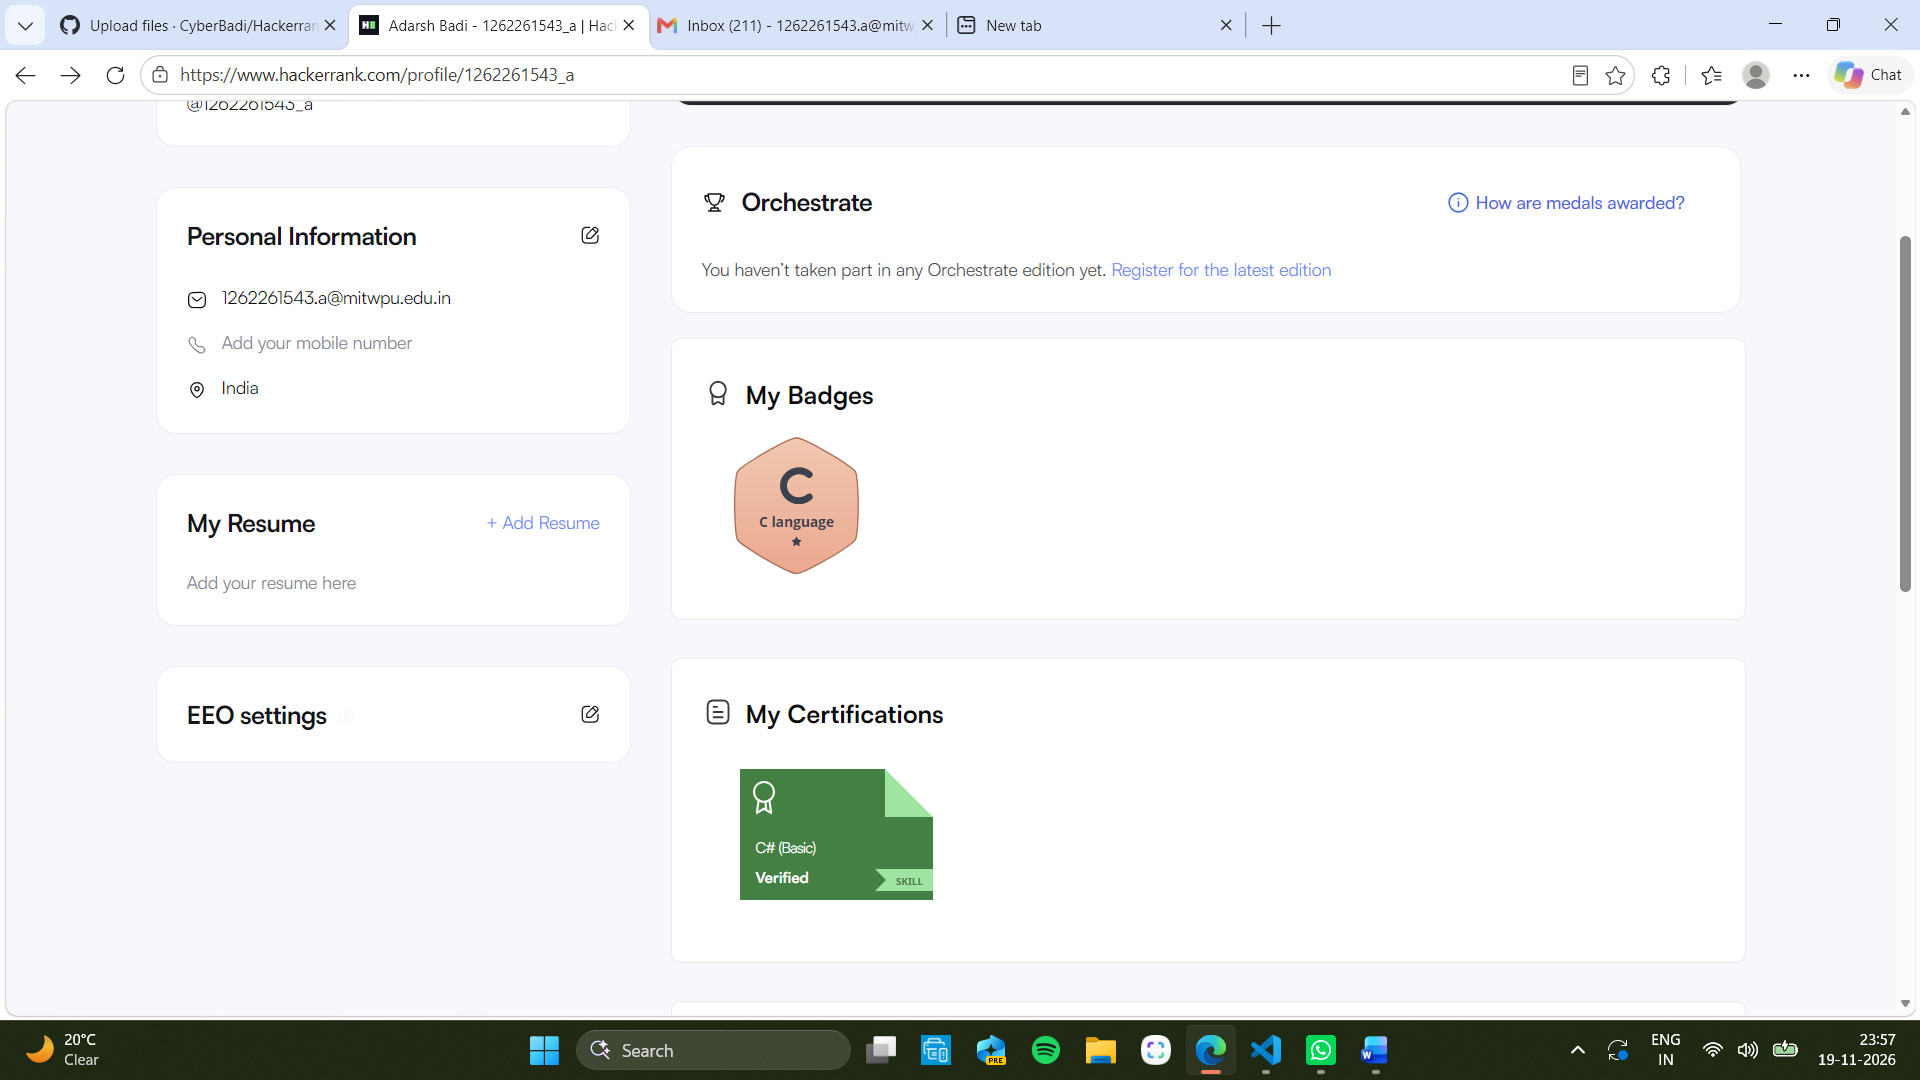 Upload files · CyberBadi/Hackerran
Adarsh Badi - 1262261543_a | Hac
Inbox (211) - 1262261543.a@mitw
New tab
https://www.hackerrank.com/profile/1262261543_a
Chat
@1262261543_a
Personal Information
1262261543.a@mitwpu.edu.in
Add your mobile number
India
My Resume
+ Add Resume
Add your resume here
EEO settings
Orchestrate
How are medals awarded?
You haven't taken part in any Orchestrate edition yet. Register for the latest edition
My Badges
C
C language
My Certifications
C# (Basic)
Verified
SKILL
20°C
Clear
Search
PRE
ENG
IN
23:57
19-11-2026